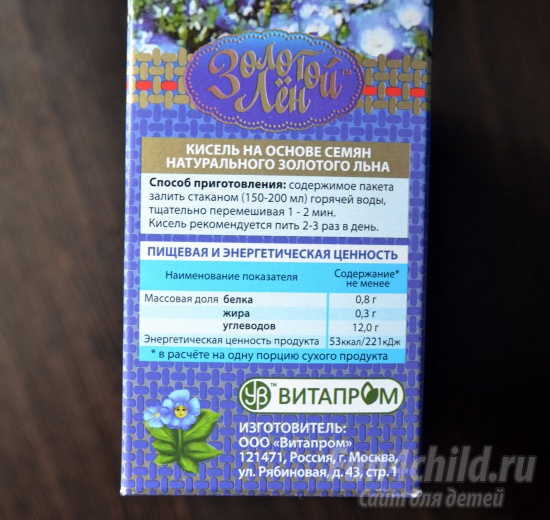 Золотой™
Лён
КИСЕЛЬ НА ОСНОВЕ СЕМЯН
НАТУРАЛЬНОГО ЗОЛОТОГО ЛЬНА
Способ приготовления: содержимое пакета
залить стаканом (150-200 мл) горячей воды,
тщательно перемешивая 1 - 2 мин.
Кисель рекомендуется пить 2-3 раз в день.
ПИЩЕВАЯ И ЭНЕРГЕТИЧЕСКАЯ ЦЕННОСТЬ
Наименование показателя Содержание*
не менее
Массовая доля белка 0,8 г
жира 0,3 г
углеводов 12,0 г
Энергетическая ценность продукта 53ккал/221кДж
* в расчёте на одну порцию сухого продукта
УВ™ ВИТАПРОМ
ИЗГОТОВИТЕЛЬ:
ООО «Витапром»
121471, Россия, г. Москва,
ул. Рябиновая, д. 43, стр.1
4child.ru
Сайт для детей